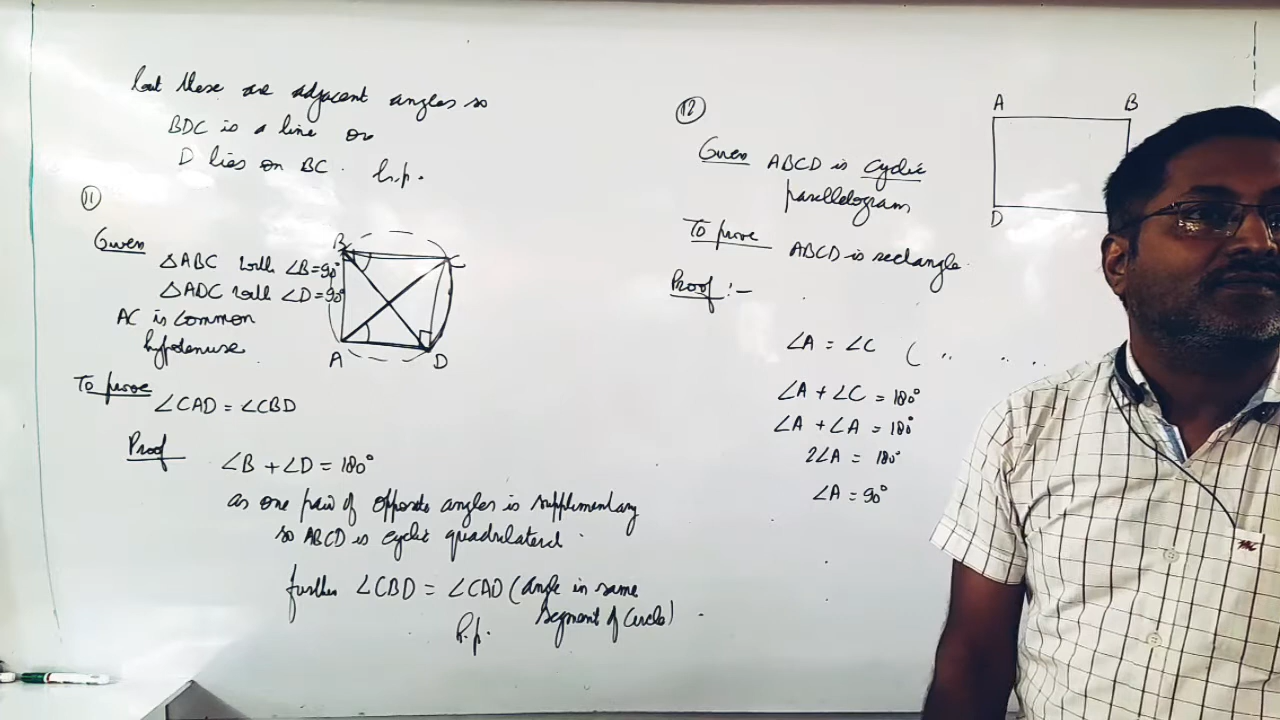 but these are adjacent angles so
BDC is a line or
D lies on BC. h.p.
11
Given
△ABC with ∠B=90°
△ADC with ∠D=90°
AC is common
hypotenuse
B
C
A
D
To prove
∠CAD = ∠CBD
Proof
∠B + ∠D = 180°
as one pair of opposite angles is supplementary
so ABCD is cyclic quadrilateral.
further ∠CBD = ∠CAD (angle in same
segment of circle)
h.p.
12
Given ABCD is cyclic
parallelogram
To prove ABCD is rectangle.
Proof :-
∠A = ∠C ( ,,
∠A + ∠C = 180°
∠A + ∠A = 180°
2∠A = 180°
∠A = 90°
A
B
D